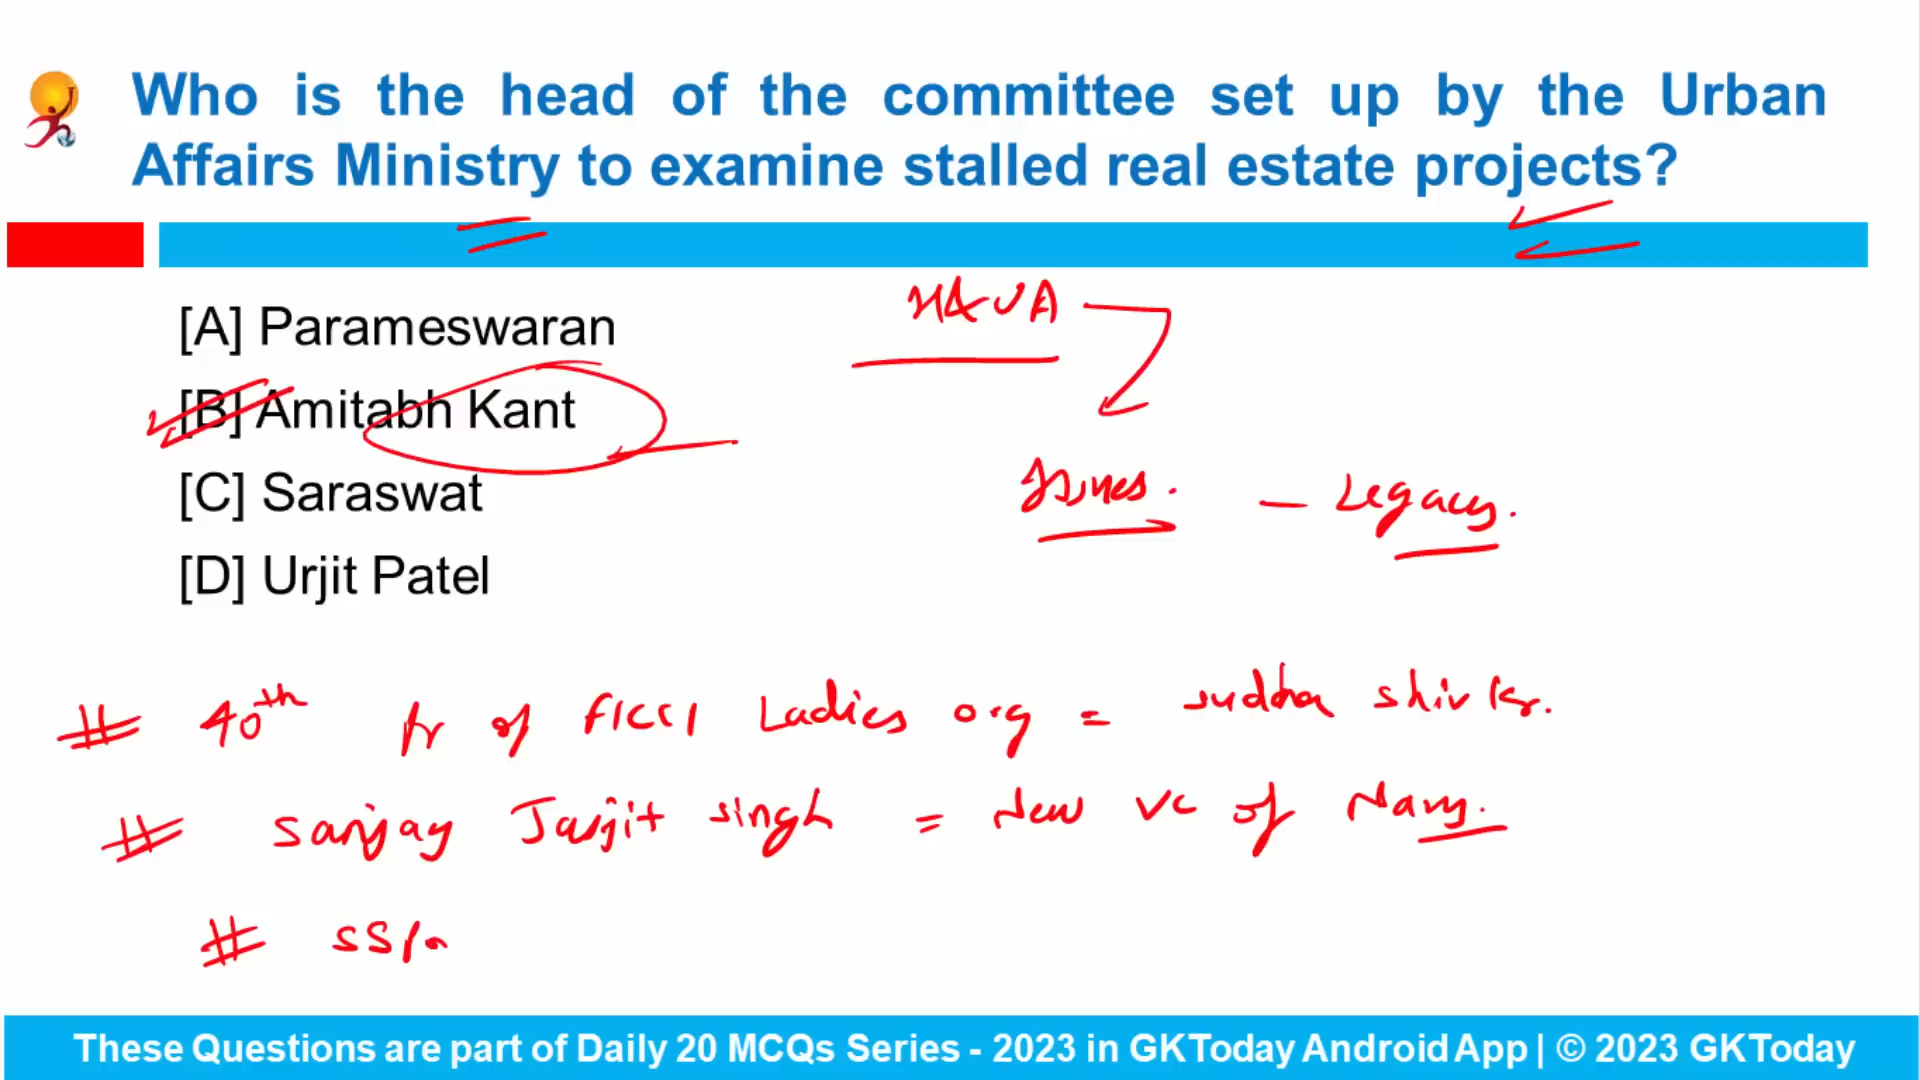 Who is the head of the committee set up by the Urban
Affairs Ministry to examine stalled real estate projects?
[A] Parameswaran
H&UA
[B] Amitabh Kant
[C] Saraswat
Issues. - Legacy.
[D] Urjit Patel
# 40th Pr of FICCI Ladies org = sudha shivkr.
# Sanjay Jasjit singh = New VC of Navy.
#
These Questions are part of Daily 20 MCQs Series - 2023 in GKToday Android App | © 2023 GKToday